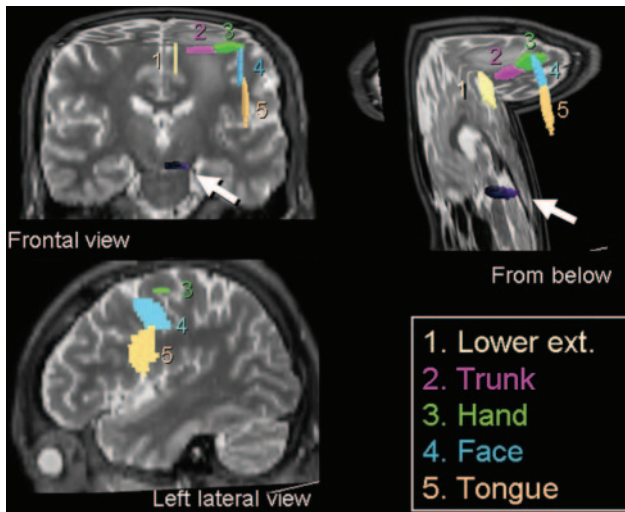 1 2 3
4
5
Frontal view
1 2 3
4
5
From below
3
4
5
Left lateral view
1. Lower ext.
2. Trunk
3. Hand
4. Face
5. Tongue